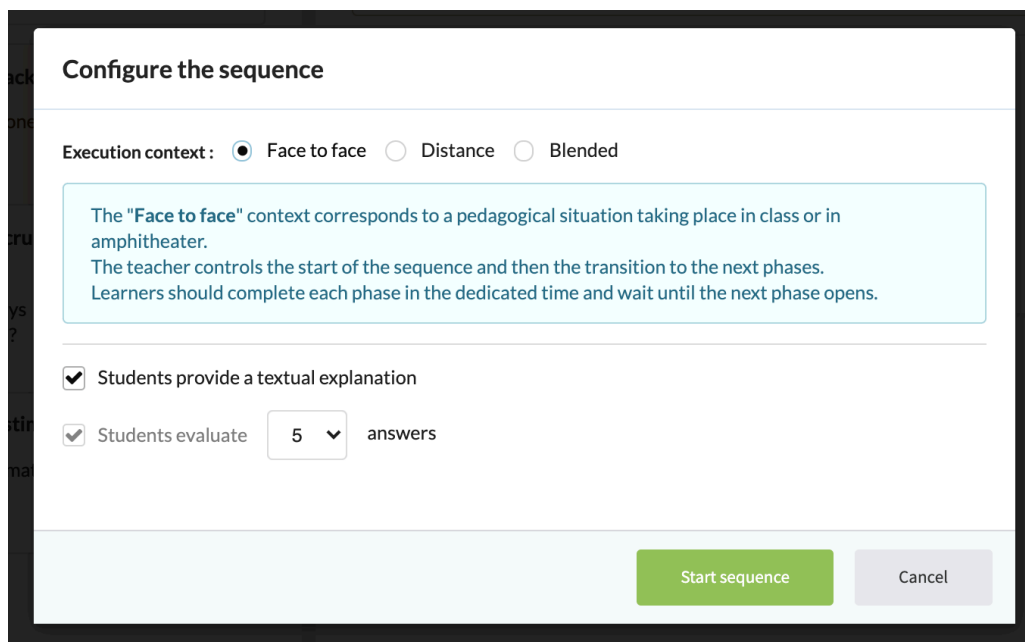 Configure the sequence
Execution context : Face to face Distance Blended
The "Face to face" context corresponds to a pedagogical situation taking place in class or in
amphitheater.
The teacher controls the start of the sequence and then the transition to the next phases.
Learners should complete each phase in the dedicated time and wait until the next phase opens.
Students provide a textual explanation
Students evaluate 5 answers
Start sequence Cancel